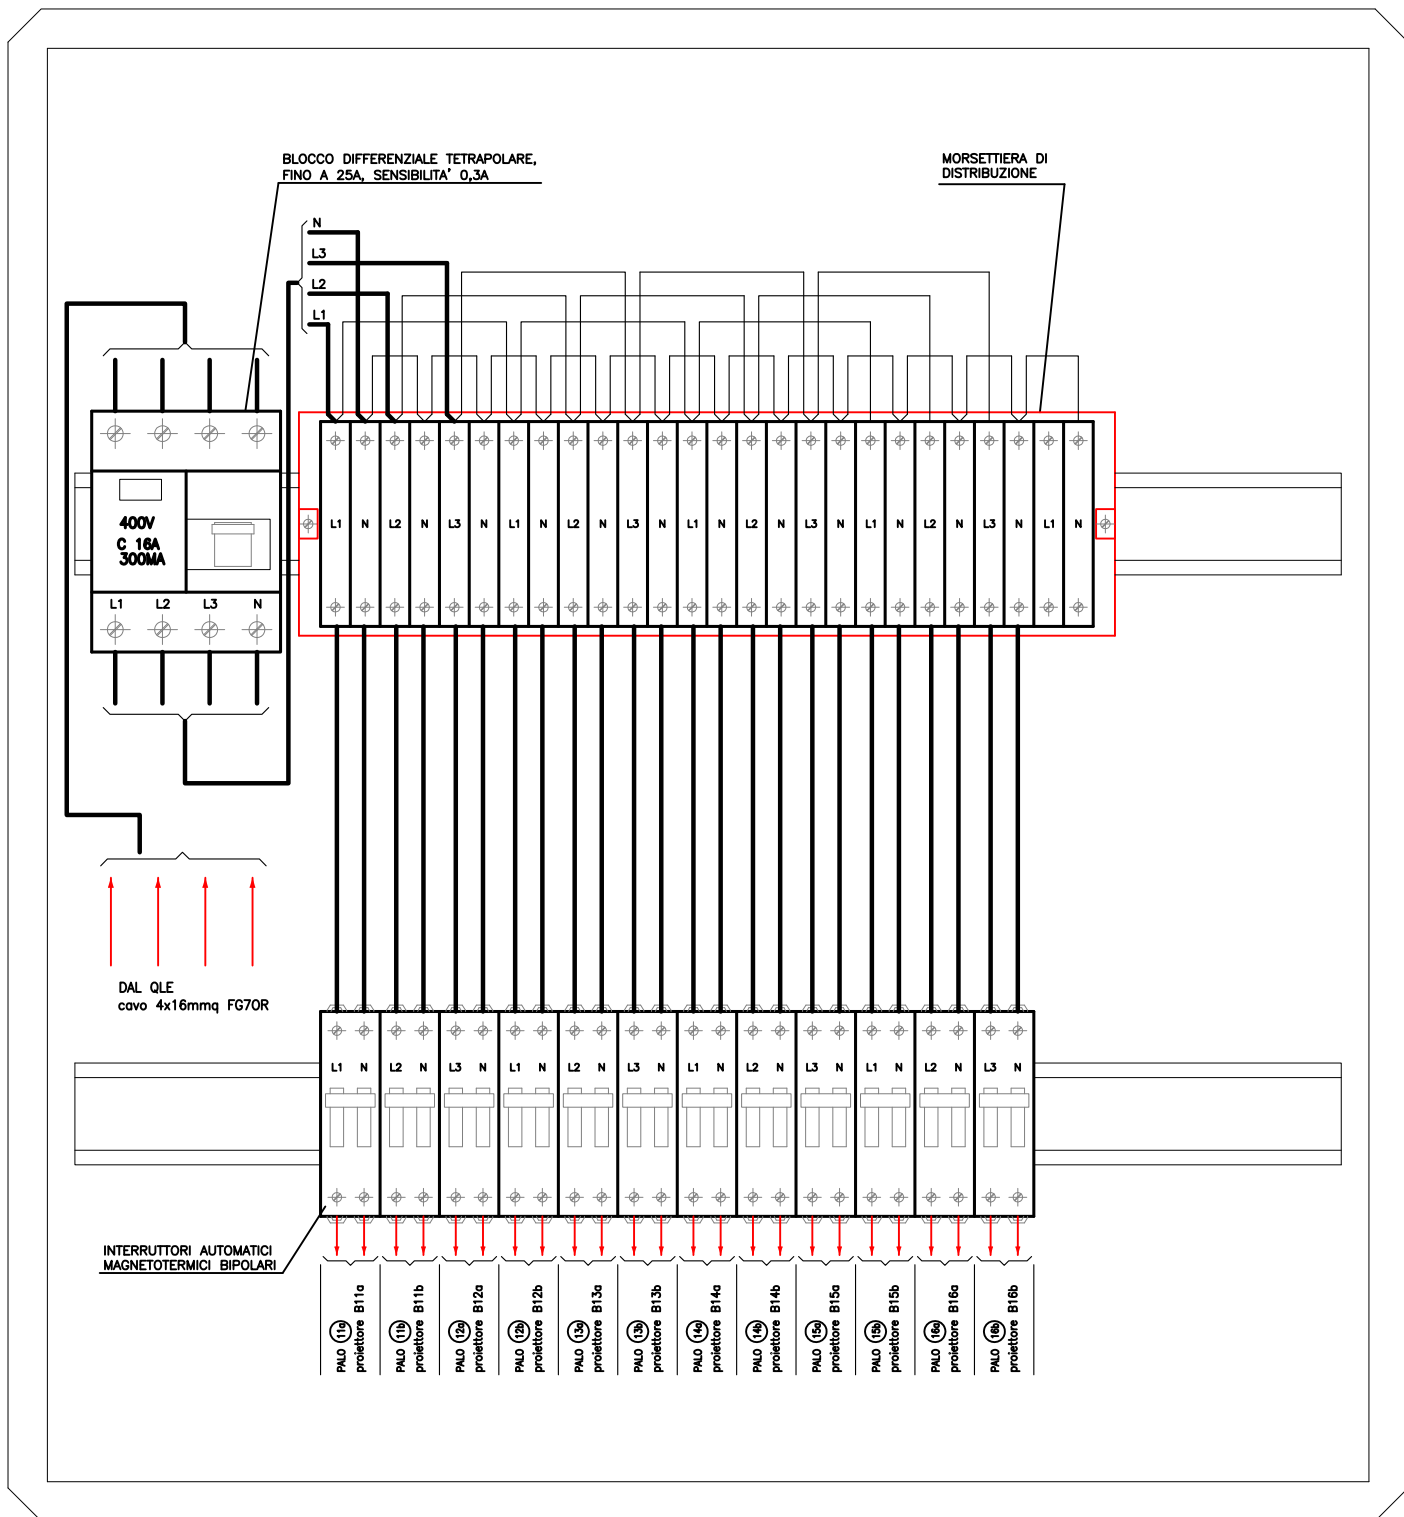 BLOCCO DIFFERENZIALE TETRAPOLARE,
FINO A 25A, SENSIBILITA' 0,3A
MORSETTIERA DI
DISTRIBUZIONE
N
L3
L2
L1
400V
C 16A
300MA
L1 L2 L3 N
L1 N L2 N L3 N L1 N L2 N L3 N L1 N L2 N L3 N L1 N L2 N L3 N L1 N
DAL QLE
cavo 4x16mmq FG7OR
L1 N L2 N L3 N L1 N L2 N L3 N L1 N L2 N L3 N L1 N L2 N L3 N
INTERRUTTORI AUTOMATICI
MAGNETOTERMICI BIPOLARI
PALO 11a
proiettore B11a
PALO 11b
proiettore B11b
PALO 12a
proiettore B12a
PALO 12b
proiettore B12b
PALO 13a
proiettore B13a
PALO 13b
proiettore B13b
PALO 14a
proiettore B14a
PALO 14b
proiettore B14b
PALO 15a
proiettore B15a
PALO 15b
proiettore B15b
PALO 16a
proiettore B16a
PALO 16b
proiettore B16b